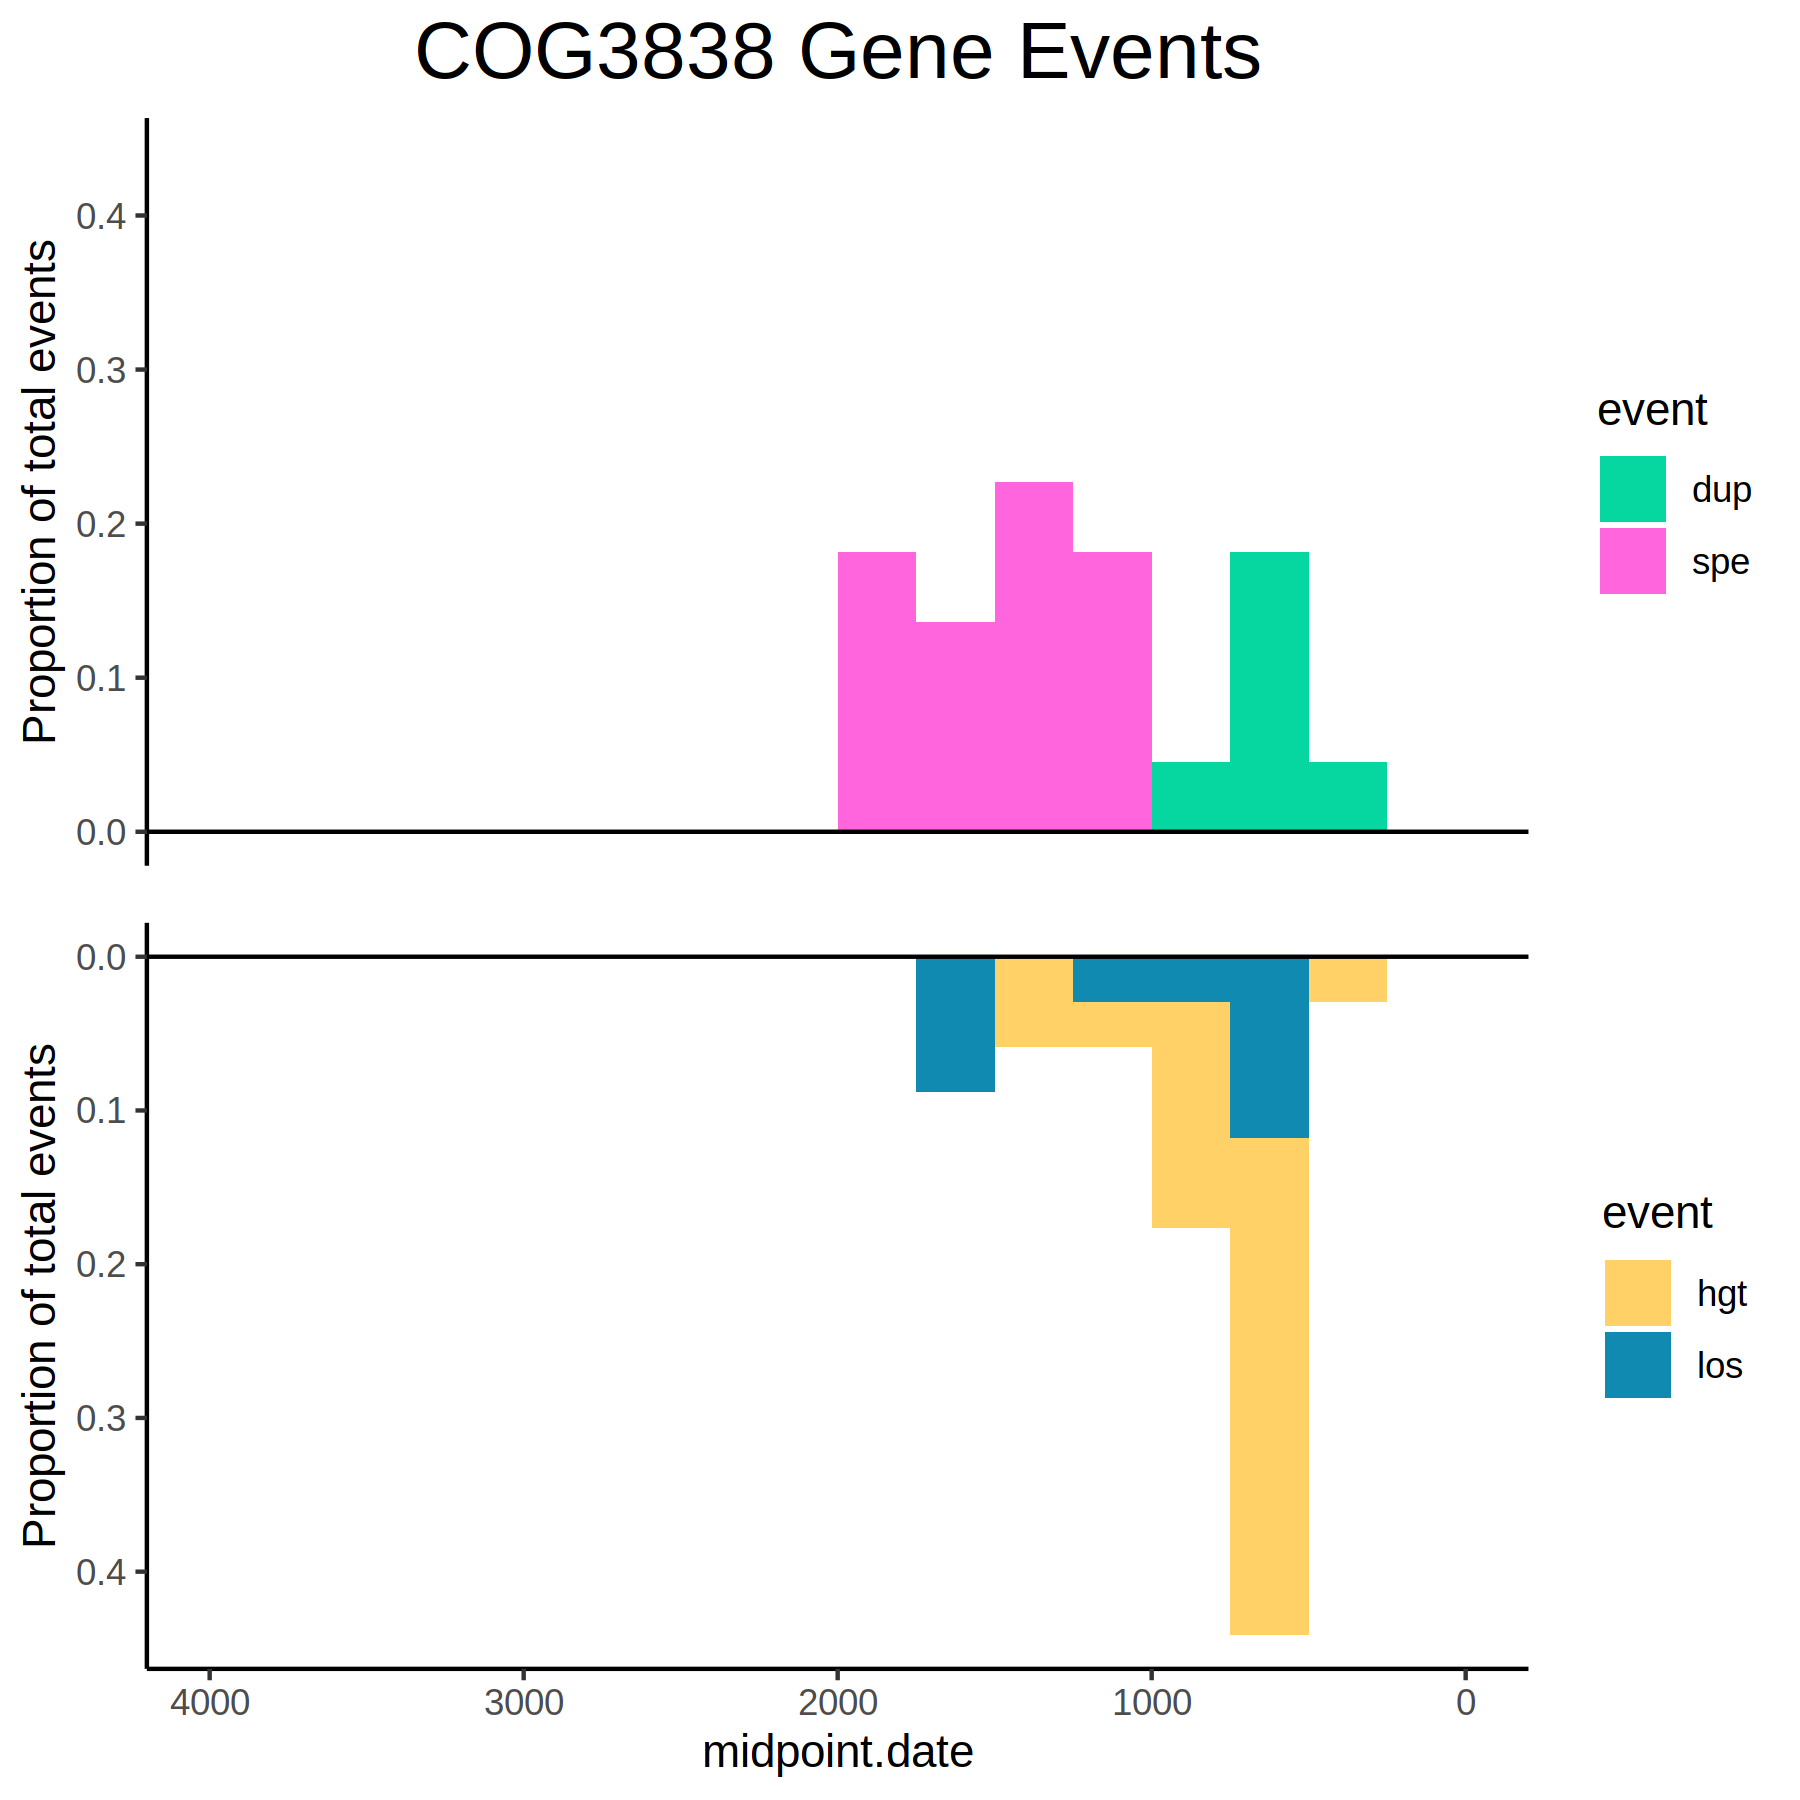 COG3838 Gene Events
Proportion of total events
0.4
0.3
0.2
0.1
0.0
event
dup
spe
Proportion of total events
0.0
0.1
0.2
0.3
0.4
event
hgt
los
4000 3000 2000 1000 0
midpoint.date